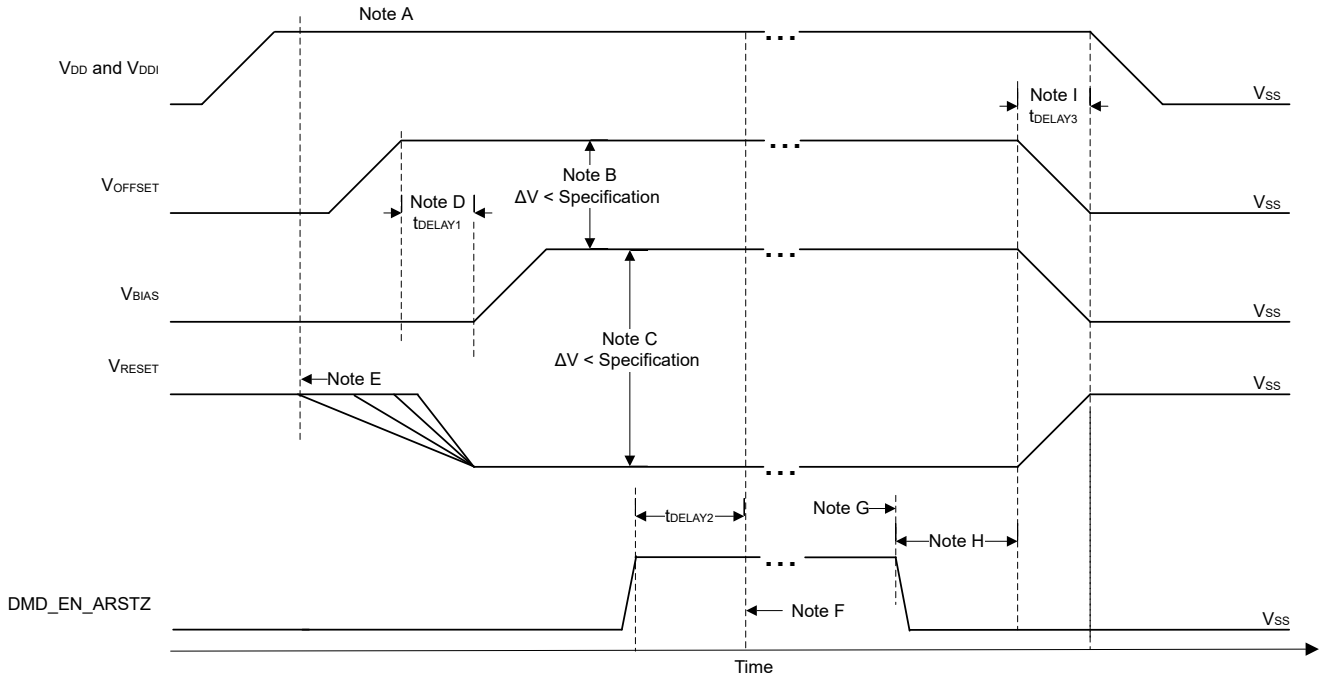 Note A
VDD and VDDI
Note I
tDELAY3
VSS
VOFFSET
Note B
ΔV < Specification
Note D
tDELAY1
VSS
VBIAS
Note C
ΔV < Specification
VSS
VRESET
Note E
VSS
tDELAY2
Note G
Note H
DMD_EN_ARSTZ
Note F
VSS
Time